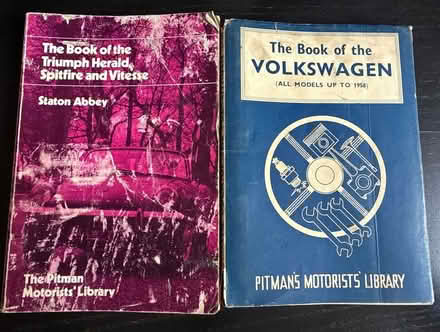 The Book of the
Triumph Herald,
Spitfire and Vitesse
Staton Abbey
The Pitman
Motorists' Library
The Book of the
VOLKSWAGEN
(ALL MODELS UP TO 1958)
PITMAN'S MOTORISTS' LIBRARY